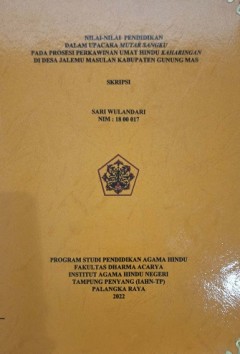 NILAI-NILAI PENDIDIKAN
DALAM UPACARA MUTAR SANGKU
PADA PROSESI PERKAWINAN UMAT HINDU KAHARINGAN
DI DESA JALEMU MASULAN KABUPATEN GUNUNG MAS
SKRIPSI
SARI WULANDARI
NIM : 18 00 017
PROGRAM STUDI PENDIDIKAN AGAMA HINDU
FAKULTAS DHARMA ACARYA
INSTITUT AGAMA HINDU NEGERI
TAMPUNG PENYANG (IAHN-TP)
PALANGKA RAYA
2022